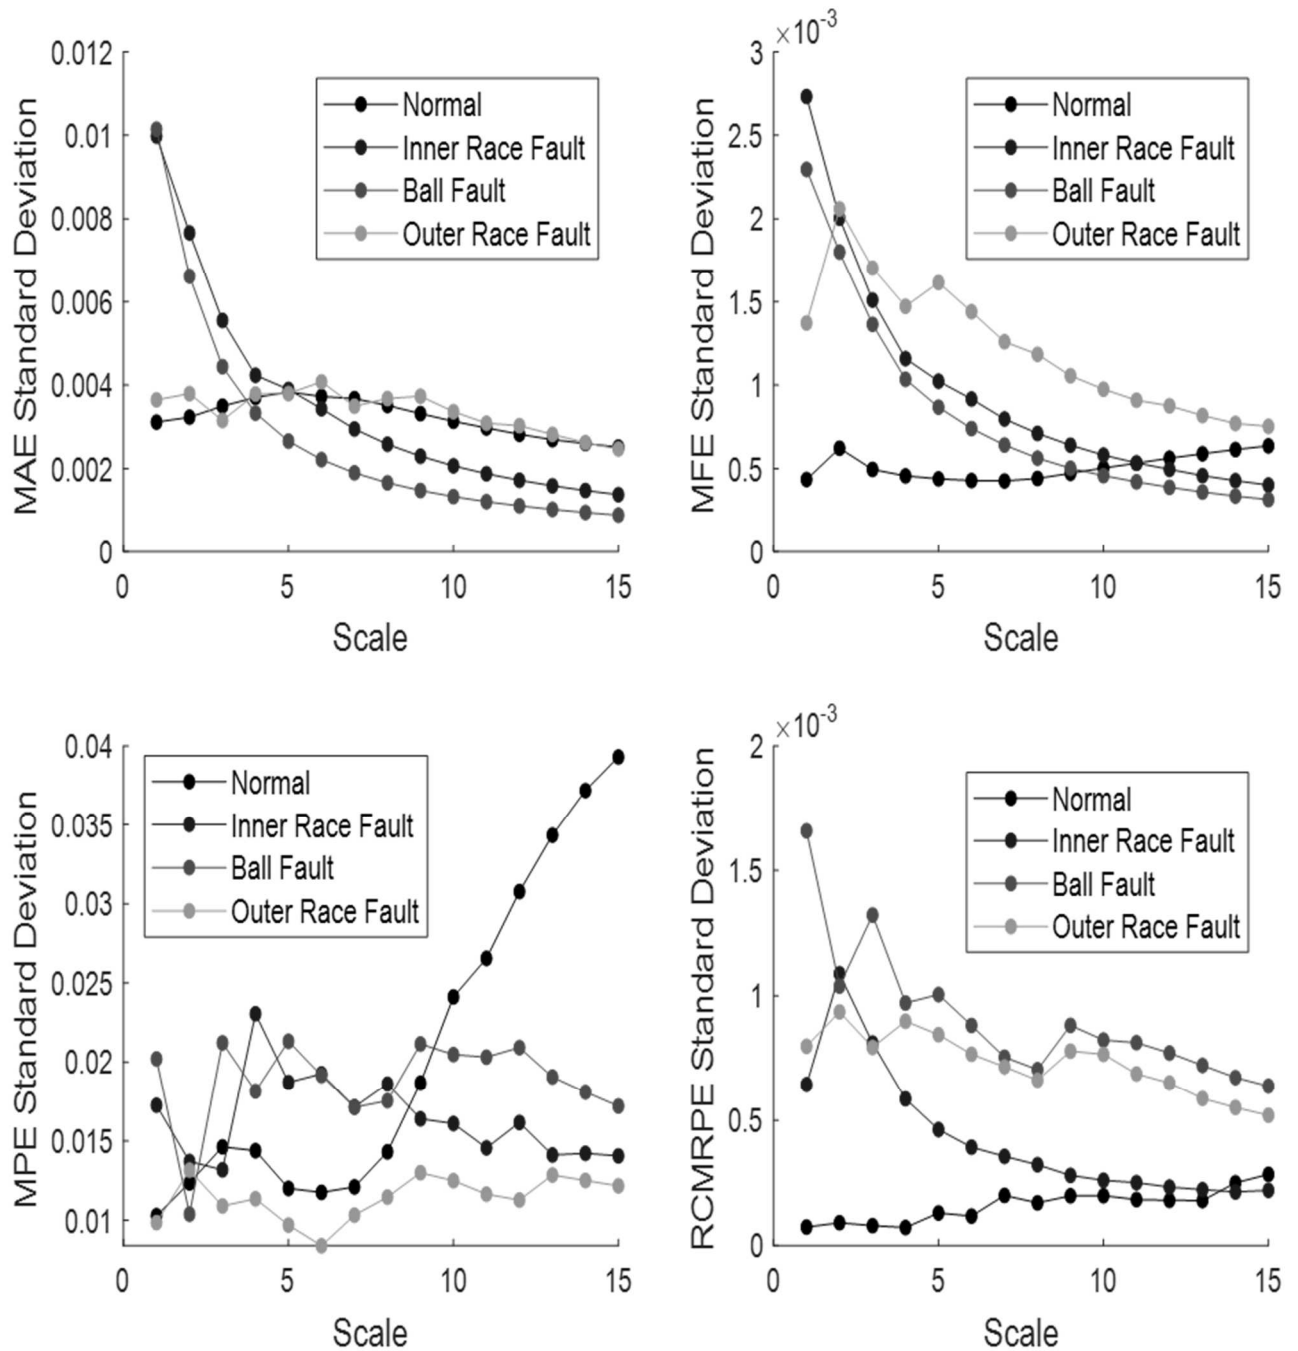 MAE Standard Deviation
0.012
0.01
0.008
0.006
0.004
0.002
0
Normal
Inner Race Fault
Ball Fault
Outer Race Fault
0 5 10 15
Scale
MFE Standard Deviation
×10-3
3
2.5
2
1.5
1
0.5
0
Normal
Inner Race Fault
Ball Fault
Outer Race Fault
0 5 10 15
Scale
MPE Standard Deviation
0.04
0.035
0.03
0.025
0.02
0.015
0.01
Normal
Inner Race Fault
Ball Fault
Outer Race Fault
0 5 10 15
Scale
RCMRPE Standard Deviation
×10-3
2
1.5
1
0.5
0
Normal
Inner Race Fault
Ball Fault
Outer Race Fault
0 5 10 15
Scale